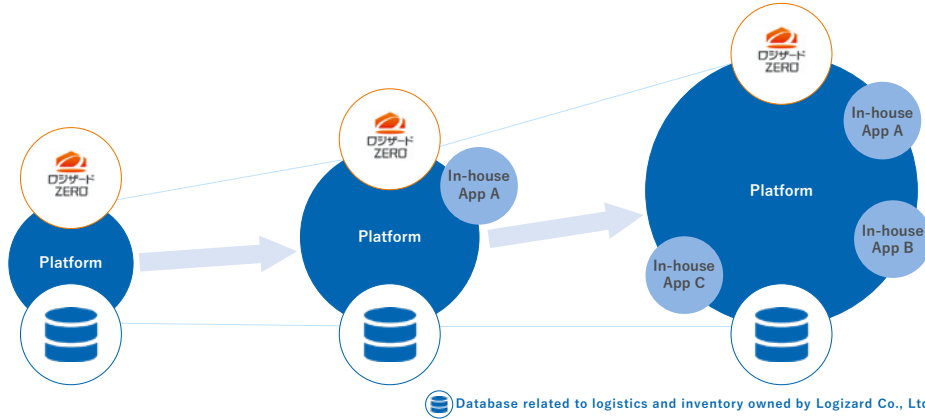 ロジザード
ZERO
Platform
ロジザード
ZERO
In-house
App A
Platform
ロジザード
ZERO
In-house
App A
Platform
In-house
App B
In-house
App C
Database related to logistics and inventory owned by Logizard Co., Ltd